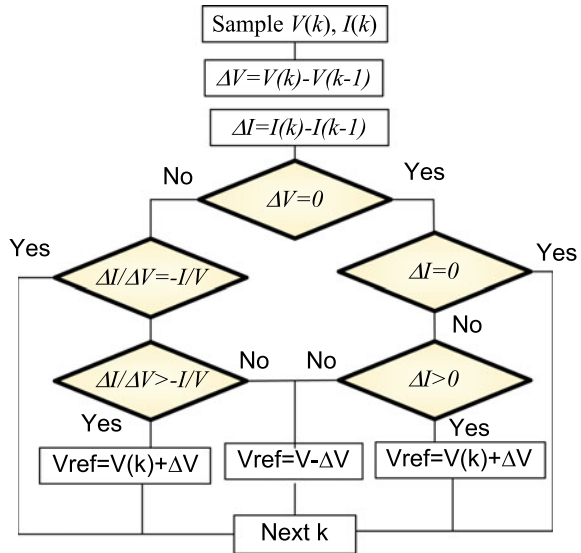 Sample V(k), I(k)
ΔV=V(k)-V(k-1)
ΔI=I(k)-I(k-1)
No
Yes
ΔV=0
Yes
Yes
ΔI/ΔV=-I/V
ΔI=0
No
ΔI/ΔV>-I/V
No
No
ΔI>0
Yes
Yes
Vref=V(k)+ΔV
Vref=V-ΔV
Vref=V(k)+ΔV
Next k